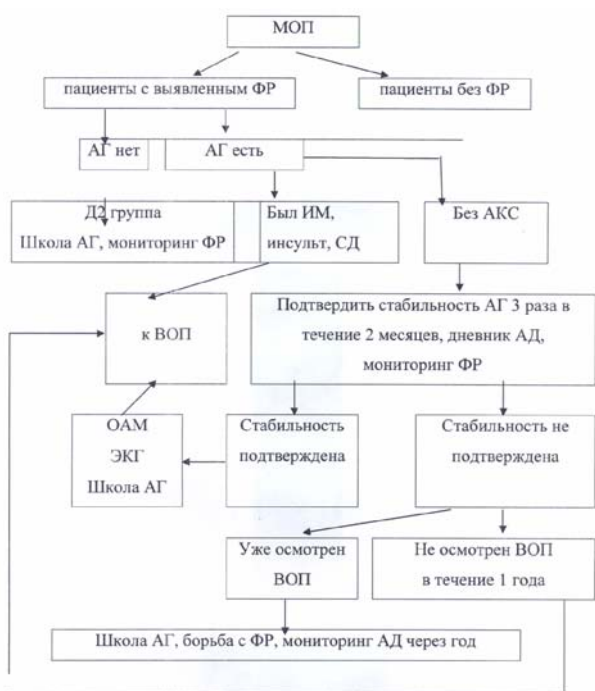 МОП
пациенты с выявленным ФР
пациенты без ФР
АГ нет
АГ есть
Д2 группа
Школа АГ, мониторинг ФР
Был ИМ,
инсульт, СД
Без АКС
к ВОП
Подтвердить стабильность АГ 3 раза в
течение 2 месяцев, дневник АД,
мониторинг ФР
ОАМ
ЭКГ
Школа АГ
Стабильность
подтверждена
Стабильность не
подтверждена
Уже осмотрен
ВОП
Не осмотрен ВОП
в течение 1 года
Школа АГ, борьба с ФР, мониторинг АД через год